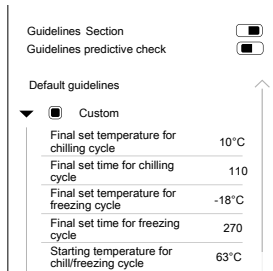 Guidelines Section
Guidelines predictive check
Default guidelines
Custom
Final set temperature for
chilling cycle
10°C
Final set time for chilling
cycle
110
Final set temperature for
freezing cycle
-18°C
Final set time for freezing
cycle
270
Starting temperature for
chill/freezing cycle
63°C